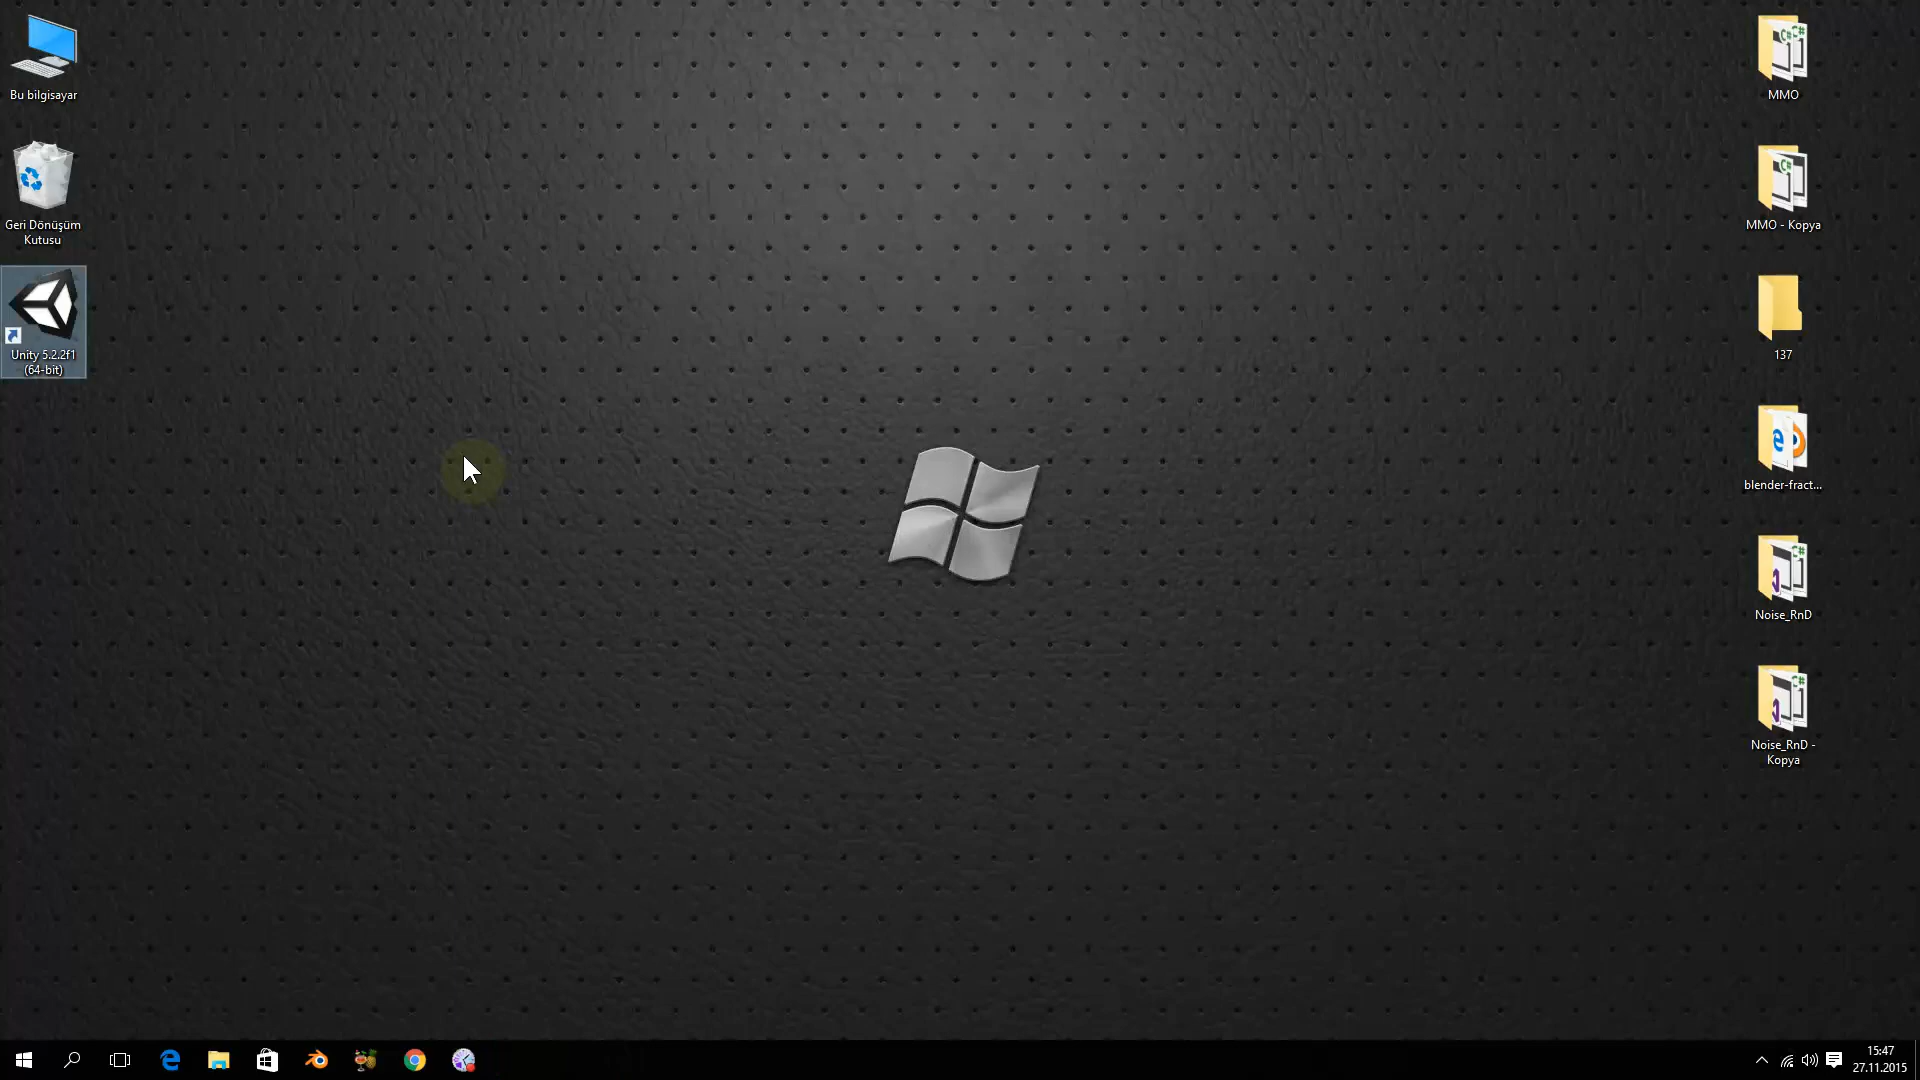 Bu bilgisayar
Geri Dönüşüm
Kutusu
Unity 5.2.2f1
(64-bit)
MMO
MMO - Kopya
137
blender-fract...
Noise_RnD
Noise_RnD -
Kopya
15:47
27.11.2015